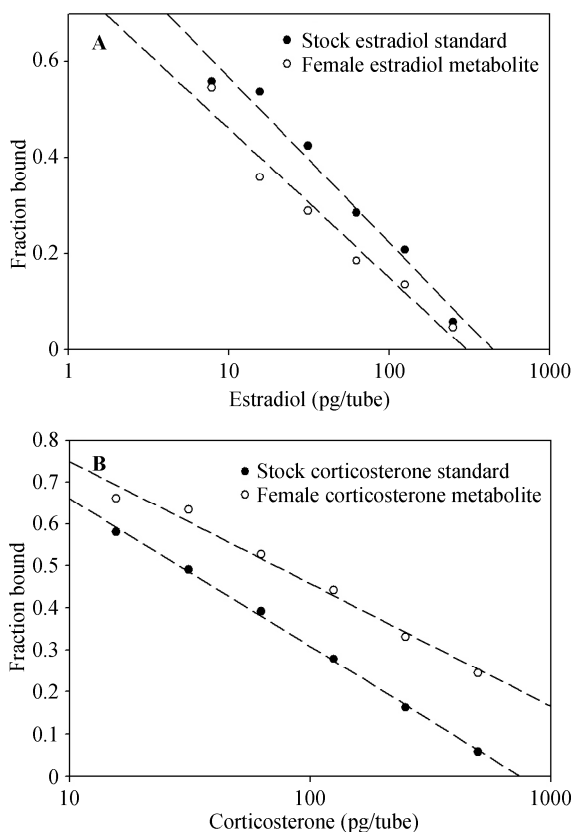 A
Stock estradiol standard
Female estradiol metabolite
0.6
0.4
0.2
0
Fraction bound
1
10
100
1000
Estradiol (pg/tube)
B
Stock corticosterone standard
Female corticosterone metabolite
0.8
0.7
0.6
0.5
0.4
0.3
0.2
0.1
0
Fraction bound
10
100
1000
Corticosterone (pg/tube)